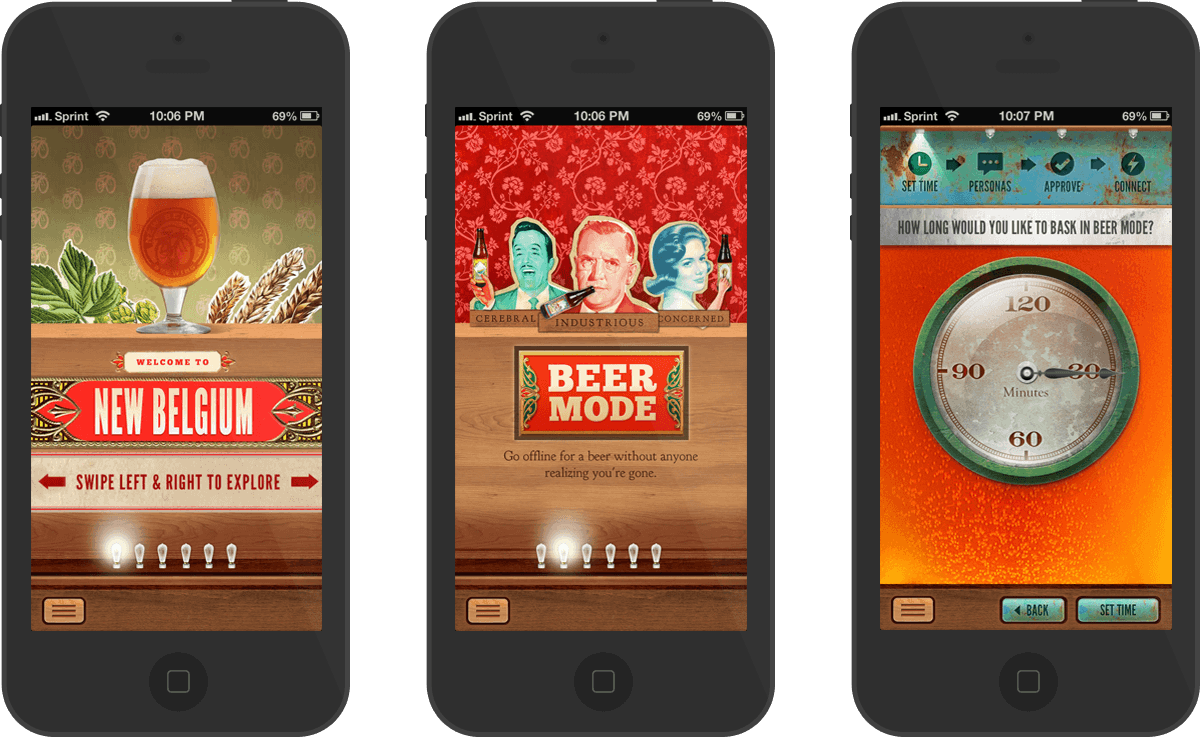 Sprint 10:06 PM 69%
WELCOME TO
NEW BELGIUM
SWIPE LEFT & RIGHT TO EXPLORE
Sprint 10:06 PM 69%
CEREBRAL INDUSTRIOUS CONCERNED
BEER
MODE
Go offline for a beer without anyone
realizing you're gone.
Sprint 10:07 PM 69%
SET TIME PERSONAS APPROVE CONNECT
HOW LONG WOULD YOU LIKE TO BASK IN BEER MODE?
120
90 30
Minutes
60
BACK SET TIME